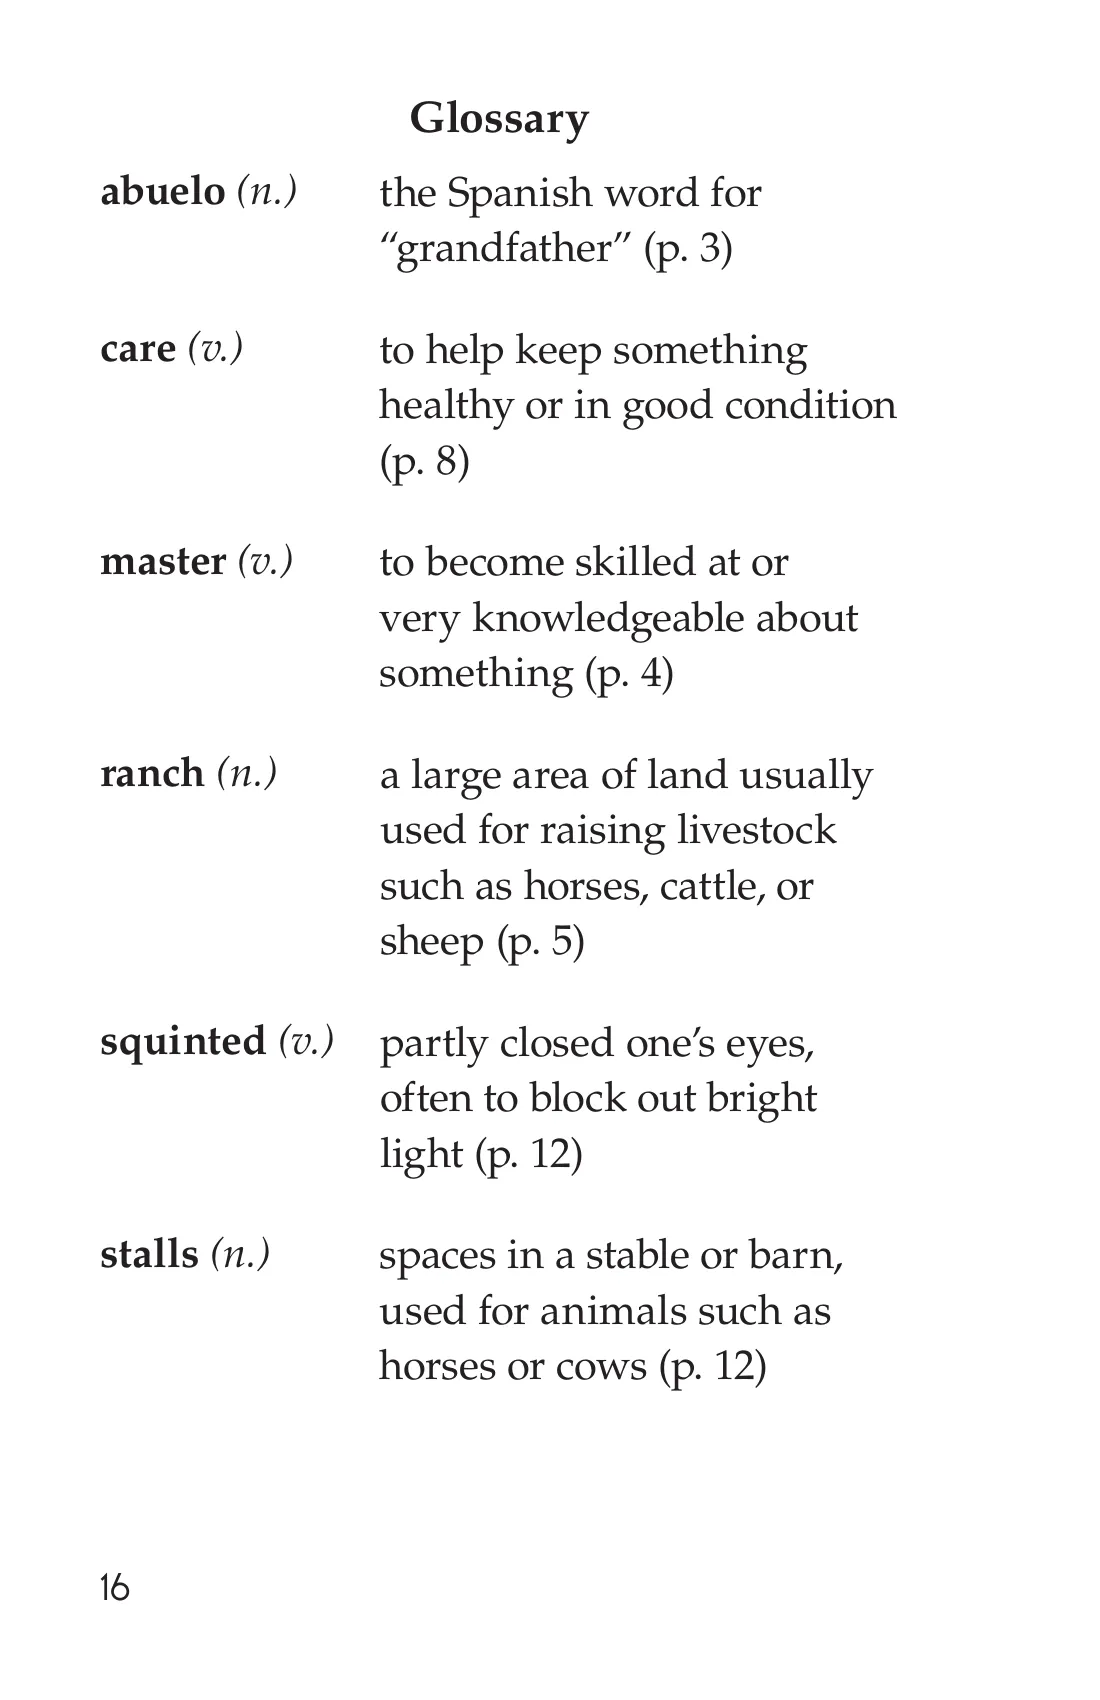 Glossary
abuelo (n.) the Spanish word for
“grandfather” (p. 3)
care (v.) to help keep something
healthy or in good condition
(p. 8)
master (v.) to become skilled at or
very knowledgeable about
something (p. 4)
ranch (n.) a large area of land usually
used for raising livestock
such as horses, cattle, or
sheep (p. 5)
squinted (v.) partly closed one’s eyes,
often to block out bright
light (p. 12)
stalls (n.) spaces in a stable or barn,
used for animals such as
horses or cows (p. 12)
16